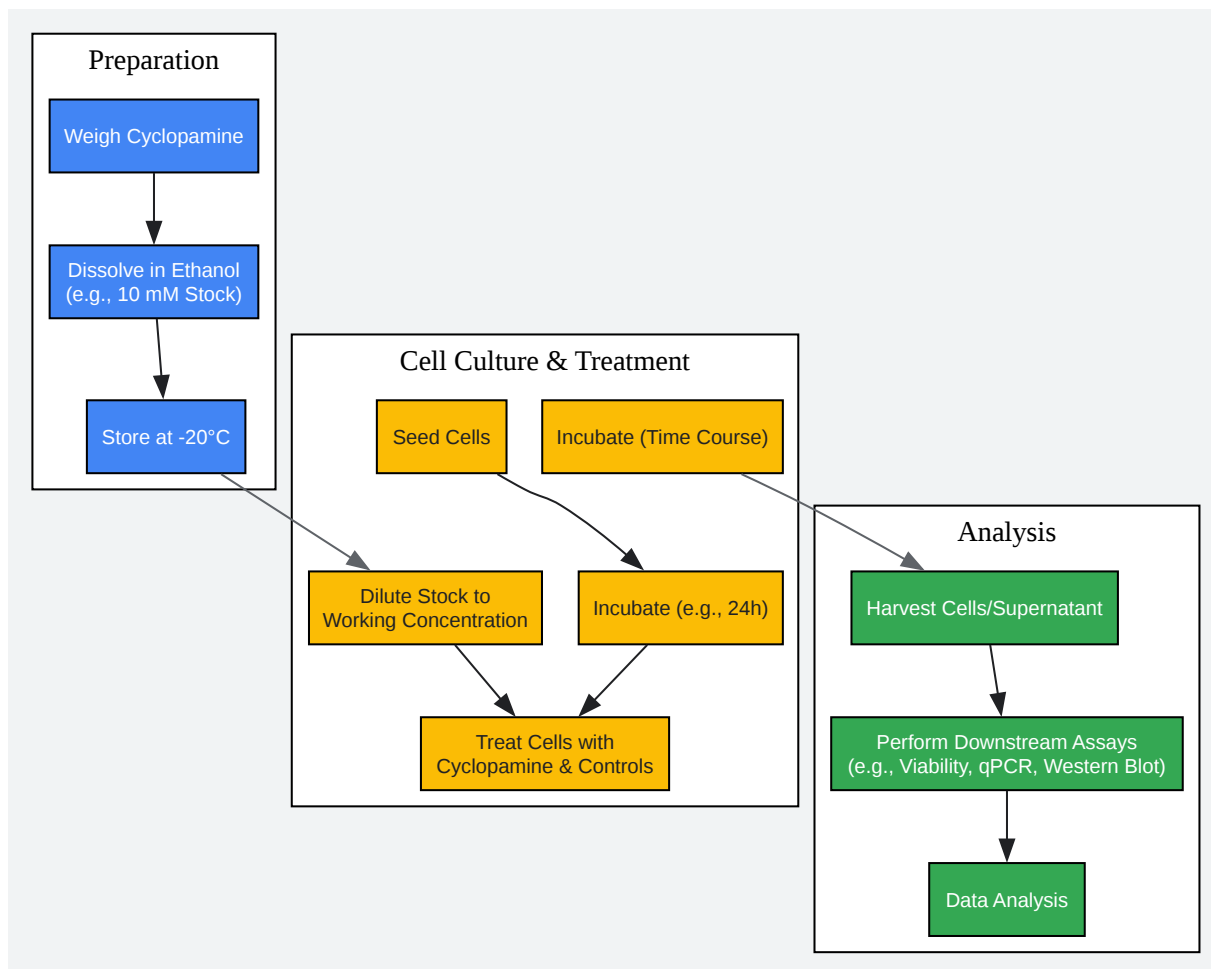 Preparation
Weigh Cyclopamine
Dissolve in Ethanol
(e.g., 10 mM Stock)
Store at -20°C
Cell Culture & Treatment
Seed Cells
Incubate (Time Course)
Dilute Stock to
Working Concentration
Incubate (e.g., 24h)
Treat Cells with
Cyclopamine & Controls
Analysis
Harvest Cells/Supernatant
Perform Downstream Assays
(e.g., Viability, qPCR, Western Blot)
Data Analysis